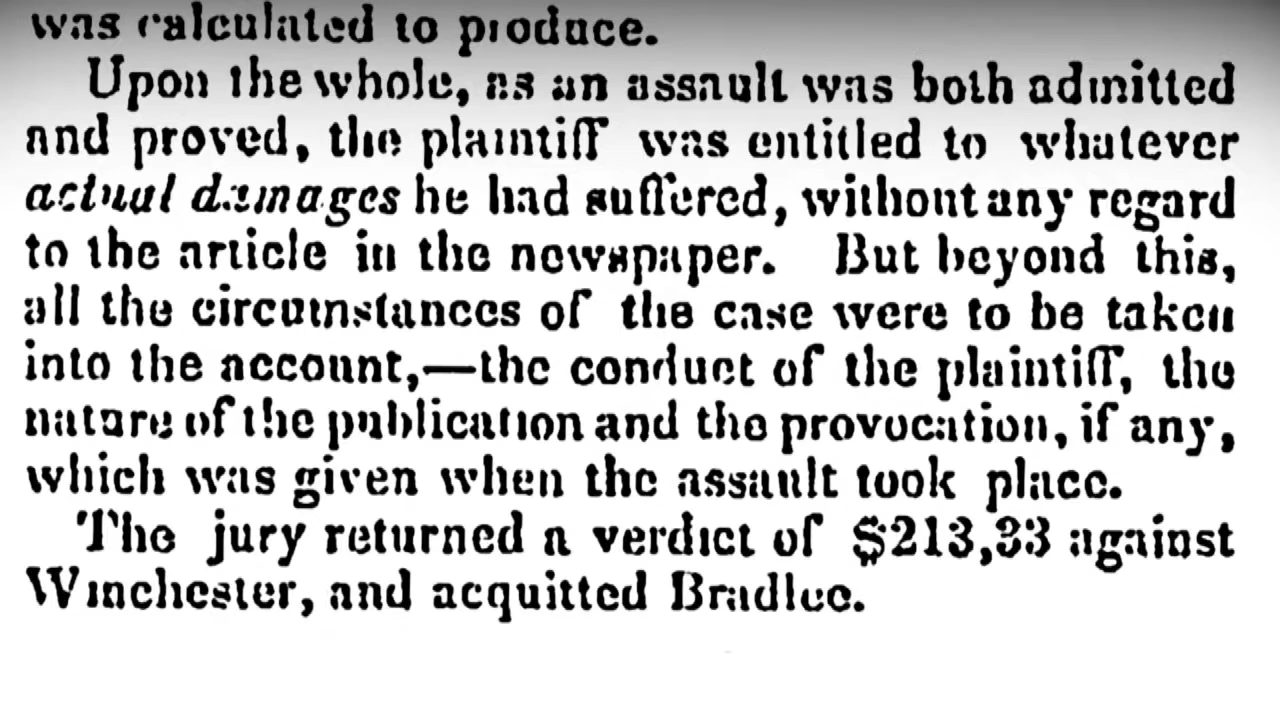 was calculated to produce.
Upon the whole, as an assault was both admitted
and proved, the plaintiff was entitled to whatever
actual damages he had suffered, without any regard
to the article in the newspaper. But beyond this,
all the circumstances of the case were to be taken
into the account,—the conduct of the plaintiff, the
nature of the publication and the provocation, if any,
which was given when the assault took place.
The jury returned a verdict of $213,33 against
Winchester, and acquitted Bradlee.